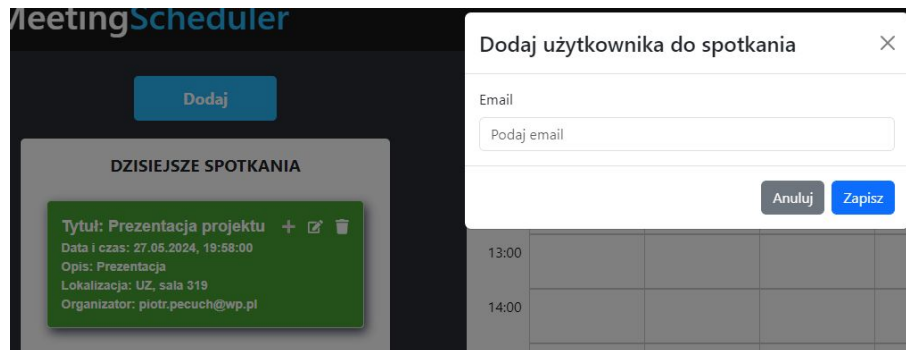 MeetingScheduler
Dodaj
DZISIEJSZE SPOTKANIA
Tytuł: Prezentacja projektu
Data i czas: 27.05.2024, 19:58:00
Opis: Prezentacja
Lokalizacja: UZ, sala 319
Organizator: piotr.pecuch@wp.pl
Dodaj użytkownika do spotkania
Email
Podaj email
Anuluj Zapisz
13:00
14:00